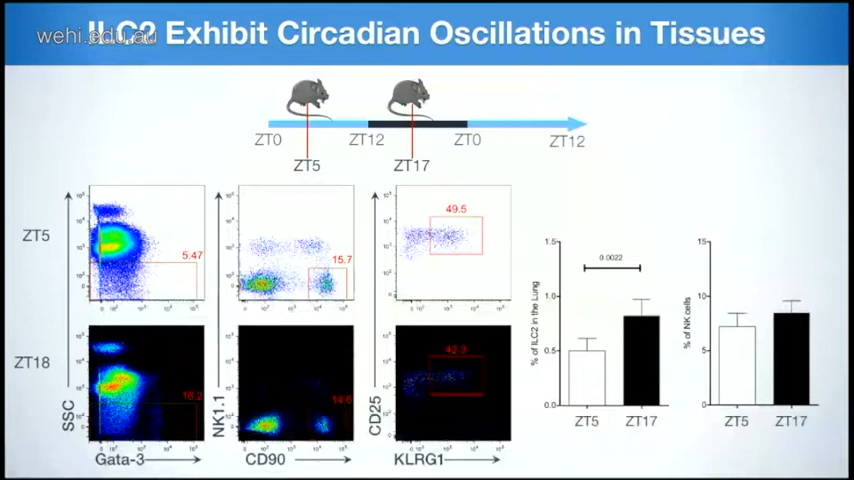 wehi.edu.au
ILC2 Exhibit Circadian Oscillations in Tissues
ZT0 ZT12 ZT0 ZT12
ZT5 ZT17
ZT5
5.47
15.7
49.5
ZT18
18.2
14.6
42.3
SSC
Gata-3
NK1.1
CD90
CD25
KLRG1
% of ILC2 in the Lung
1.5
1.0
0.5
0.0
0.0022
ZT5 ZT17
% of NK cells
15
10
5
0
ZT5 ZT17